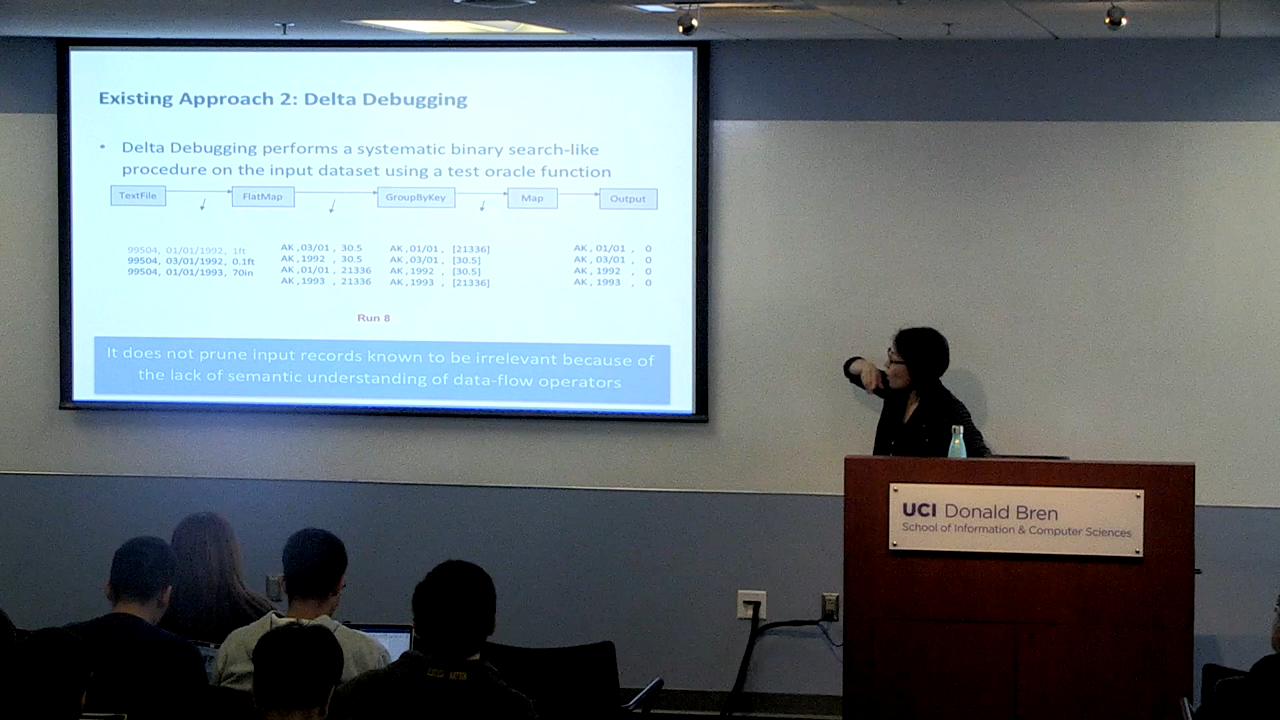 Existing Approach 2: Delta Debugging
• Delta Debugging performs a systematic binary search-like
procedure on the input dataset using a test oracle function
TextFile FlatMap GroupByKey Map Output
99504, 01/01/1992, 1ft
99504, 03/01/1992, 0.1ft
99504, 01/01/1993, 70in
AK ,03/01 , 30.5
AK ,1992 , 30.5
AK ,01/01 , 21336
AK ,1993 , 21336
AK ,01/01 , [21336]
AK ,03/01 , [30.5]
AK ,1992 , [30.5]
AK ,1993 , [21336]
AK , 01/01 , 0
AK , 03/01 , 0
AK , 1992 , 0
AK , 1993 , 0
Run 8
It does not prune input records known to be irrelevant because of
the lack of semantic understanding of data-flow operators
UCI Donald Bren
School of Information & Computer Sciences